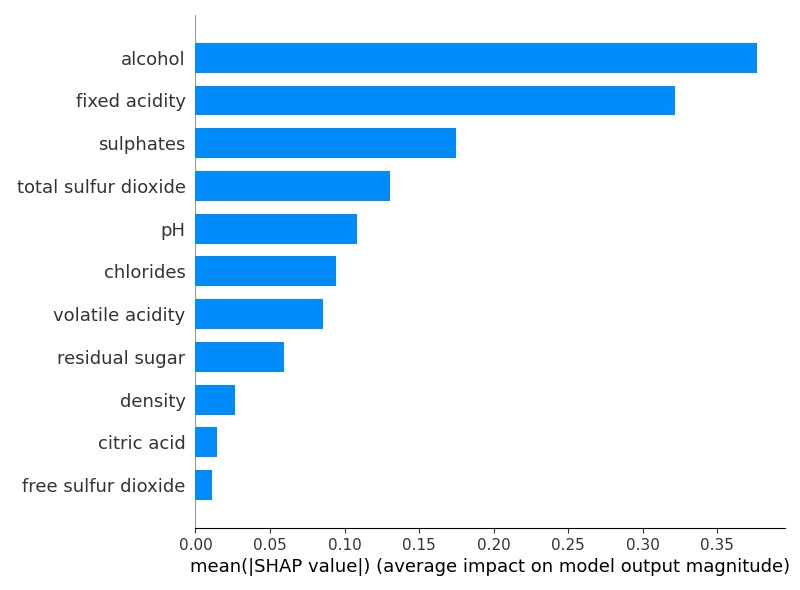 alcohol
fixed acidity
sulphates
total sulfur dioxide
pH
chlorides
volatile acidity
residual sugar
density
citric acid
free sulfur dioxide
0.00 0.05 0.10 0.15 0.20 0.25 0.30 0.35
mean(|SHAP value|) (average impact on model output magnitude)